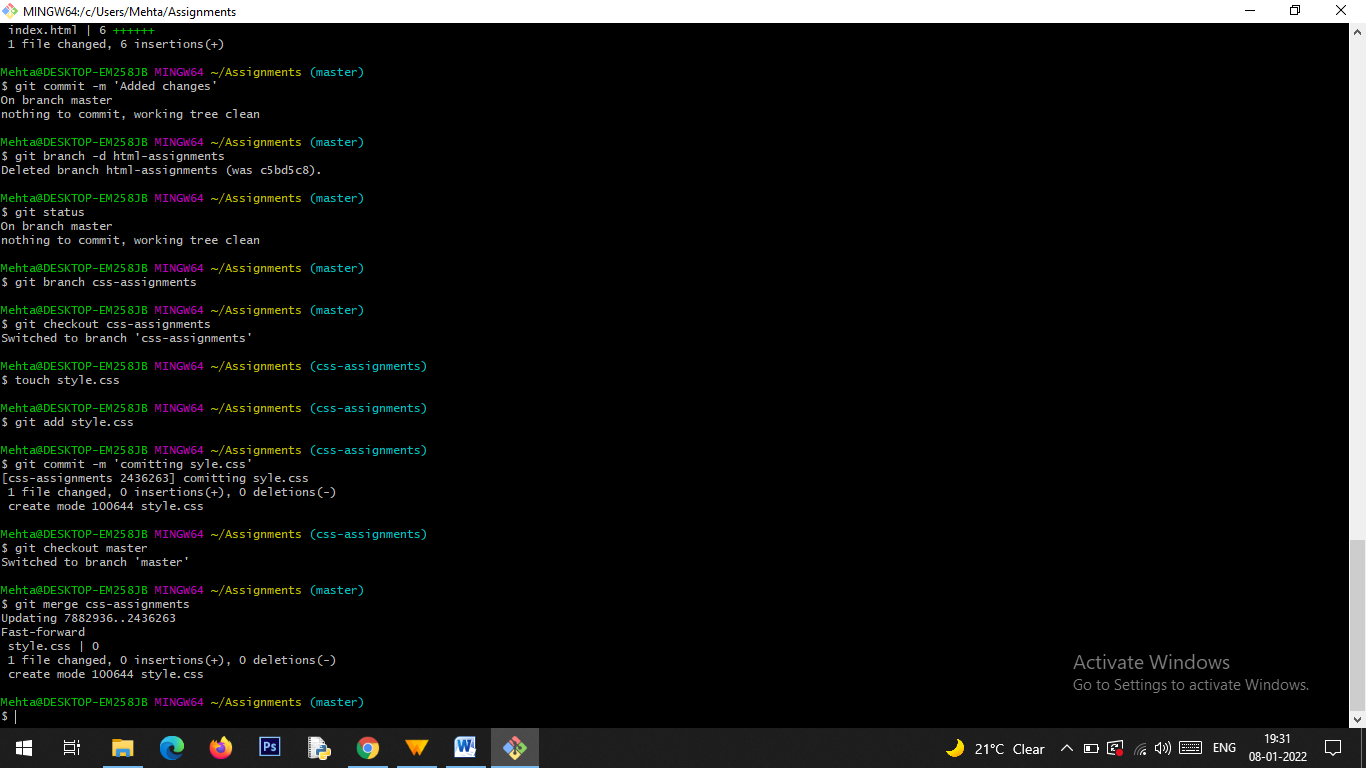 MINGW64:/c/Users/Mehta/Assignments
index.html | 6 ++++++
1 file changed, 6 insertions(+)
Mehta@DESKTOP-EM258JB MINGW64 ~/Assignments (master)
$ git commit -m 'Added changes'
On branch master
nothing to commit, working tree clean
Mehta@DESKTOP-EM258JB MINGW64 ~/Assignments (master)
$ git branch -d html-assignments
Deleted branch html-assignments (was c5bd5c8).
Mehta@DESKTOP-EM258JB MINGW64 ~/Assignments (master)
$ git status
On branch master
nothing to commit, working tree clean
Mehta@DESKTOP-EM258JB MINGW64 ~/Assignments (master)
$ git branch css-assignments
Mehta@DESKTOP-EM258JB MINGW64 ~/Assignments (master)
$ git checkout css-assignments
Switched to branch 'css-assignments'
Mehta@DESKTOP-EM258JB MINGW64 ~/Assignments (css-assignments)
$ touch style.css
Mehta@DESKTOP-EM258JB MINGW64 ~/Assignments (css-assignments)
$ git add style.css
Mehta@DESKTOP-EM258JB MINGW64 ~/Assignments (css-assignments)
$ git commit -m 'comitting syle.css'
[css-assignments 2436263] comitting syle.css
1 file changed, 0 insertions(+), 0 deletions(-)
create mode 100644 style.css
Mehta@DESKTOP-EM258JB MINGW64 ~/Assignments (css-assignments)
$ git checkout master
Switched to branch 'master'
Mehta@DESKTOP-EM258JB MINGW64 ~/Assignments (master)
$ git merge css-assignments
Updating 7882936..2436263
Fast-forward
style.css | 0
1 file changed, 0 insertions(+), 0 deletions(-)
create mode 100644 style.css
Mehta@DESKTOP-EM258JB MINGW64 ~/Assignments (master)
$
Activate Windows
Go to Settings to activate Windows.
Ps
W
21°C Clear
ENG
19:31
08-01-2022